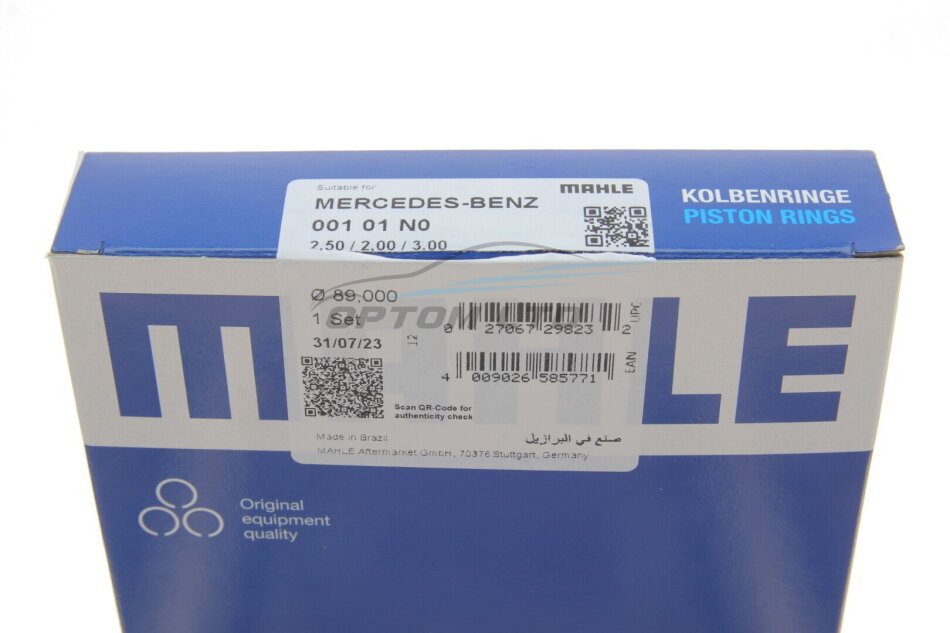 Suitable for
MAHLE
MERCEDES-BENZ
001 01 N0
2,50 / 2,00 / 3,00
KOLBENRINGE
PISTON RINGS
MAHLE
Ø 89,000
1 Set
31/07/23
12
0 27067 29823 2
UPC
4 009026 585771
EAN
Scan QR-Code for
authenticity check
Made in Brazil
صنع في البرازيل
MAHLE Aftermarket GmbH, 70376 Stuttgart, Germany
Original
equipment
quality